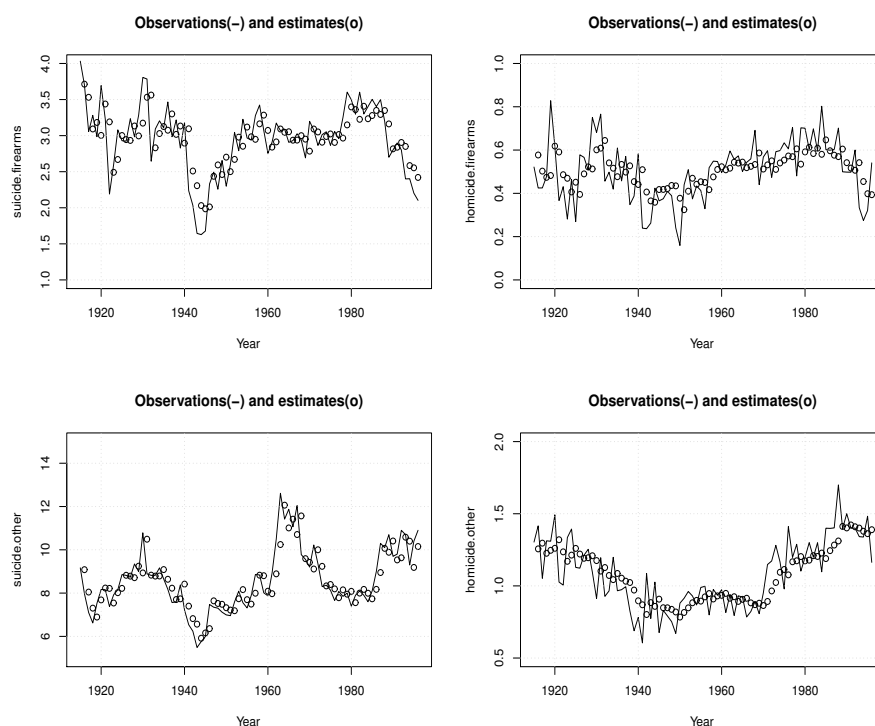 Observations(−) and estimates(o)
suicide.firearms
4.0
3.5
3.0
2.5
2.0
1.5
1.0
1920 1940 1960 1980
Year
Observations(−) and estimates(o)
homicide.firearms
1.0
0.8
0.6
0.4
0.2
0.0
1920 1940 1960 1980
Year
Observations(−) and estimates(o)
suicide.other
14
12
10
8
6
1920 1940 1960 1980
Year
Observations(−) and estimates(o)
homicide.other
2.0
1.5
1.0
0.5
1920 1940 1960 1980
Year